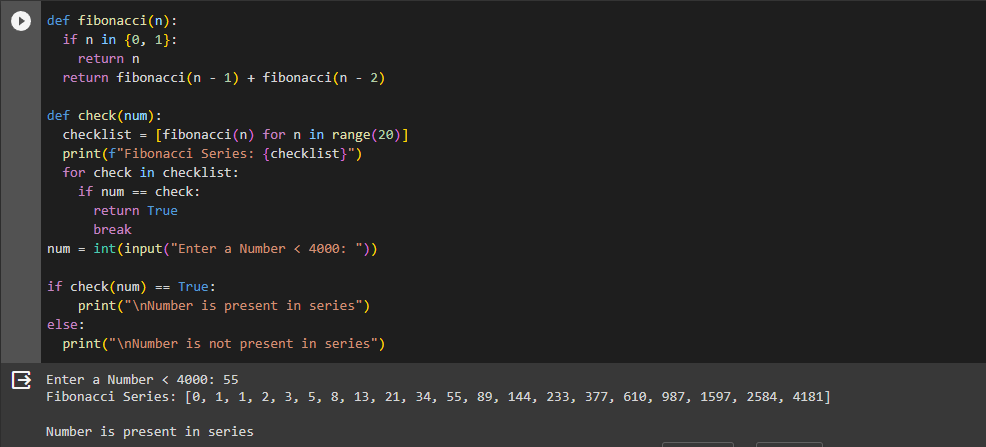 def fibonacci(n):
  if n in {0, 1}:
    return n
  return fibonacci(n - 1) + fibonacci(n - 2)

def check(num):
  checklist = [fibonacci(n) for n in range(20)]
  print(f"Fibonacci Series: {checklist}")
  for check in checklist:
    if num == check:
      return True
      break
num = int(input("Enter a Number < 4000: "))

if check(num) == True:
    print("\nNumber is present in series")
else:
  print("\nNumber is not present in series")
Enter a Number < 4000: 55
Fibonacci Series: [0, 1, 1, 2, 3, 5, 8, 13, 21, 34, 55, 89, 144, 233, 377, 610, 987, 1597, 2584, 4181]

Number is present in series